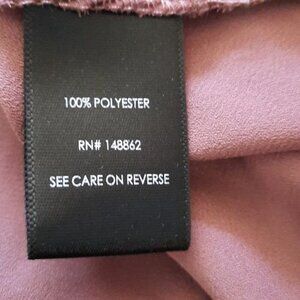 100% POLYESTER
RN# 148862
SEE CARE ON REVERSE